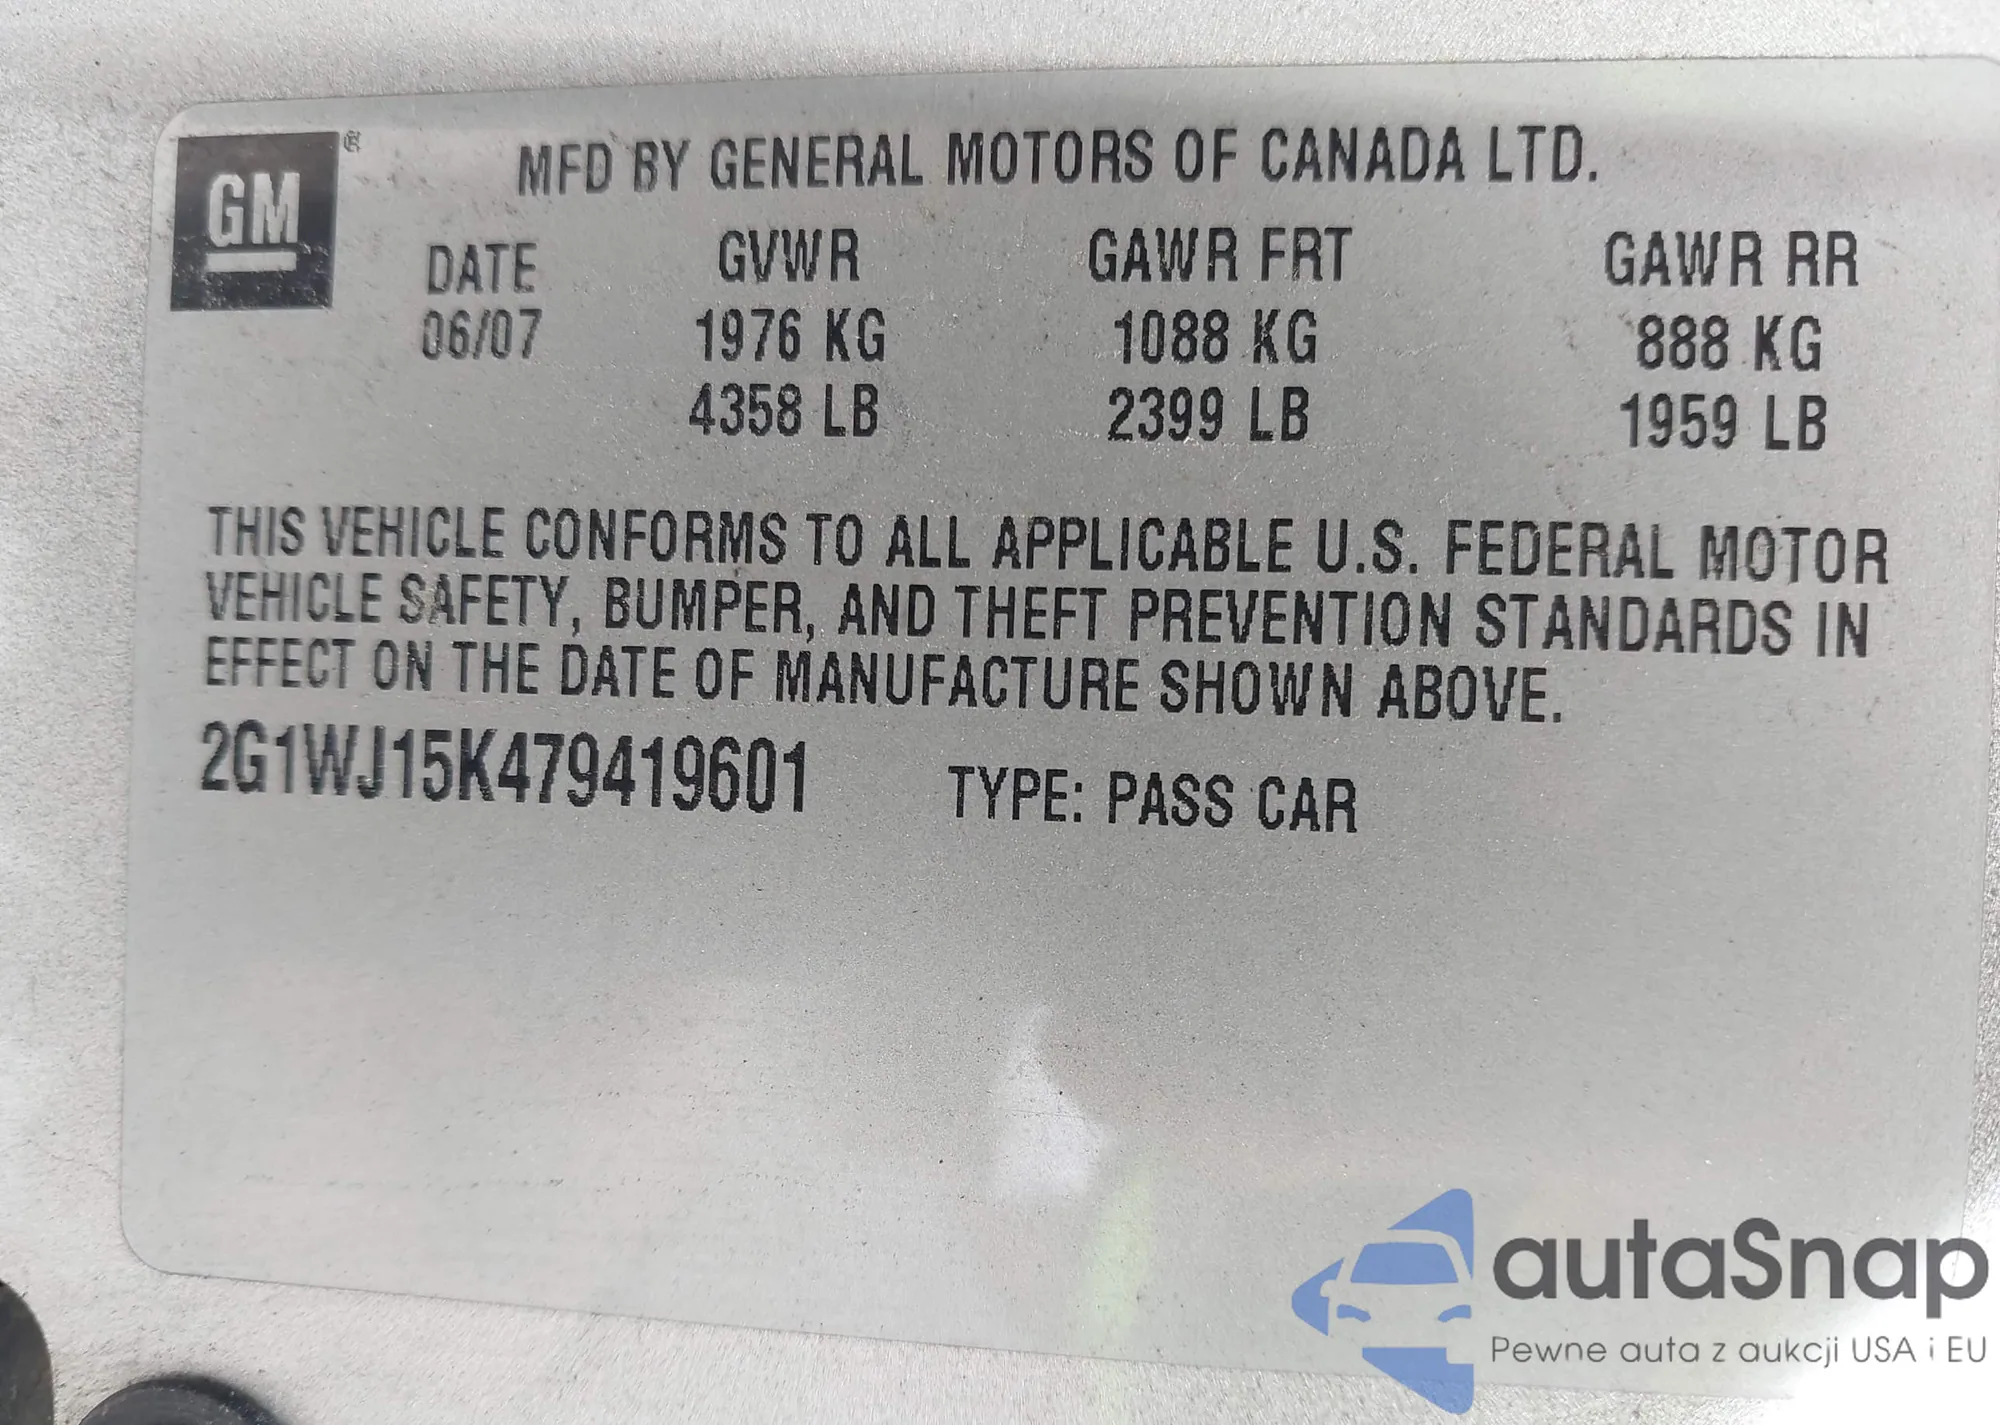 GM ®
MFD BY GENERAL MOTORS OF CANADA LTD.
DATE GVWR GAWR FRT GAWR RR
06/07 1976 KG 1088 KG 888 KG
4358 LB 2399 LB 1959 LB
THIS VEHICLE CONFORMS TO ALL APPLICABLE U.S. FEDERAL MOTOR
VEHICLE SAFETY, BUMPER, AND THEFT PREVENTION STANDARDS IN
EFFECT ON THE DATE OF MANUFACTURE SHOWN ABOVE.
2G1WJ15K479419601 TYPE: PASS CAR
autaSnap
Pewne auta z aukcji USA i EU